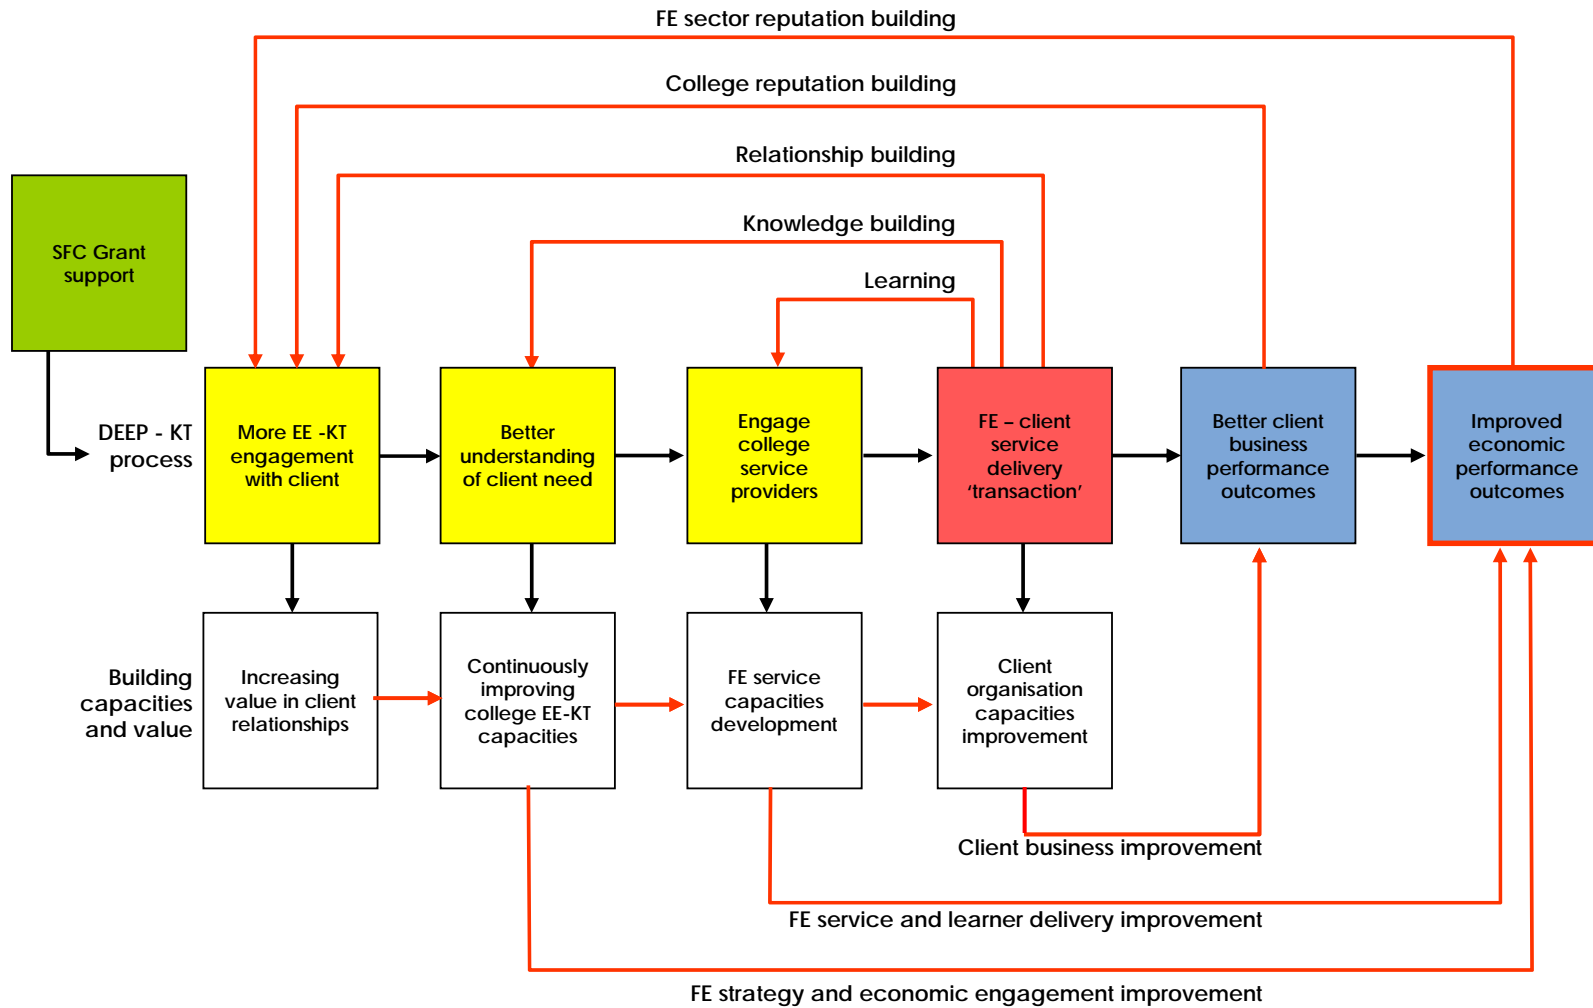 FE sector reputation building
College reputation building
Relationship building
Knowledge building
Learning
SFC Grant
support
DEEP - KT
process
More EE -KT
engagement
with client
Better
understanding
of client need
Engage
college
service
providers
FE – client
service
delivery
‘transaction’
Better client
business
performance
outcomes
Improved
economic
performance
outcomes
Building
capacities
and value
Increasing
value in client
relationships
Continuously
improving
college EE-KT
capacities
FE service
capacities
development
Client
organisation
capacities
improvement
Client business improvement
FE service and learner delivery improvement
FE strategy and economic engagement improvement